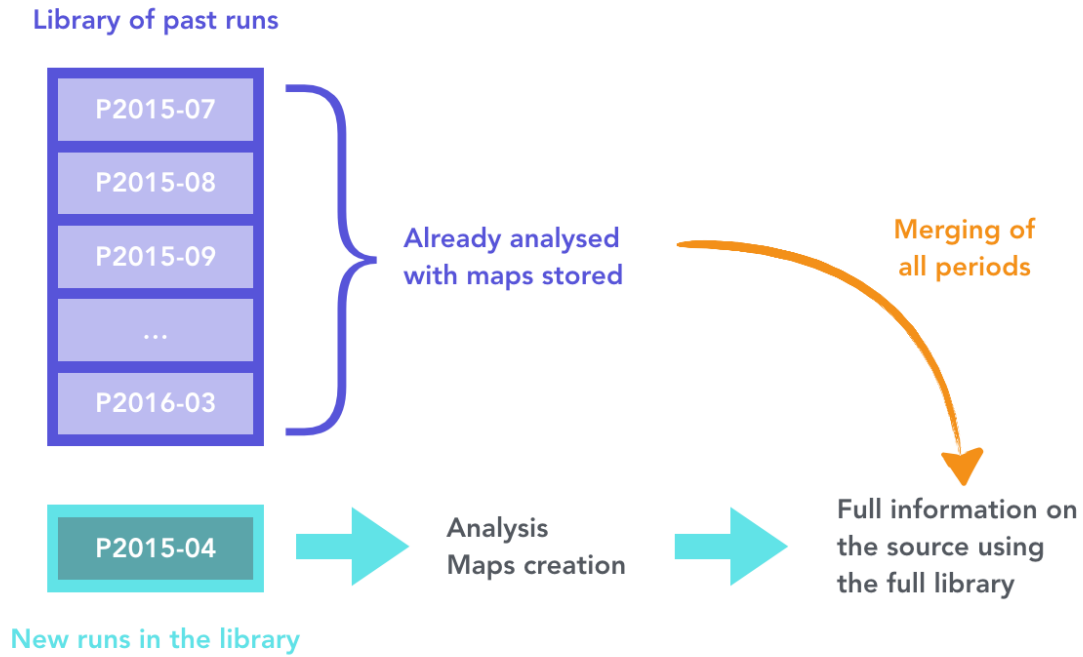 Library of past runs
P2015-07
P2015-08
P2015-09
...
P2016-03
Already analysed
with maps stored
Merging of
all periods
P2015-04
Analysis
Maps creation
Full information on
the source using
the full library
New runs in the library